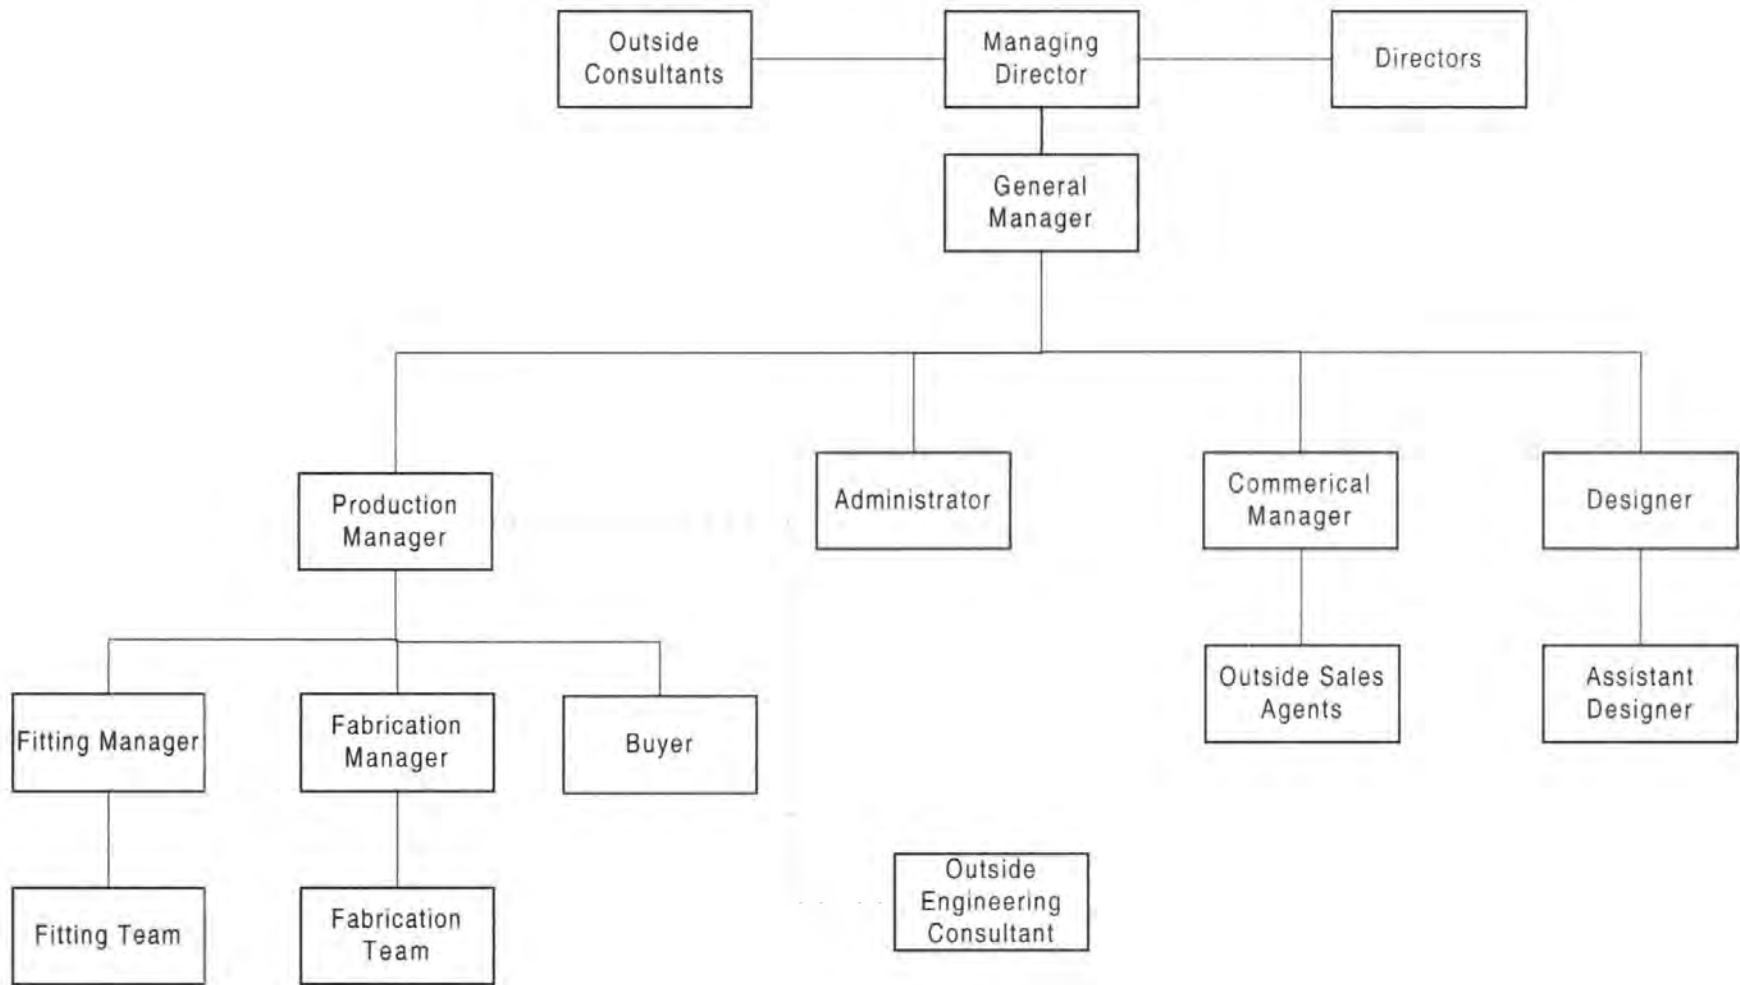 Outside
Consultants
Managing
Director
Directors
General
Manager
Production
Manager
Administrator
Commerical
Manager
Designer
Fitting Manager
Fabrication
Manager
Buyer
Outside Sales
Agents
Assistant
Designer
Fitting Team
Fabrication
Team
Outside
Engineering
Consultant